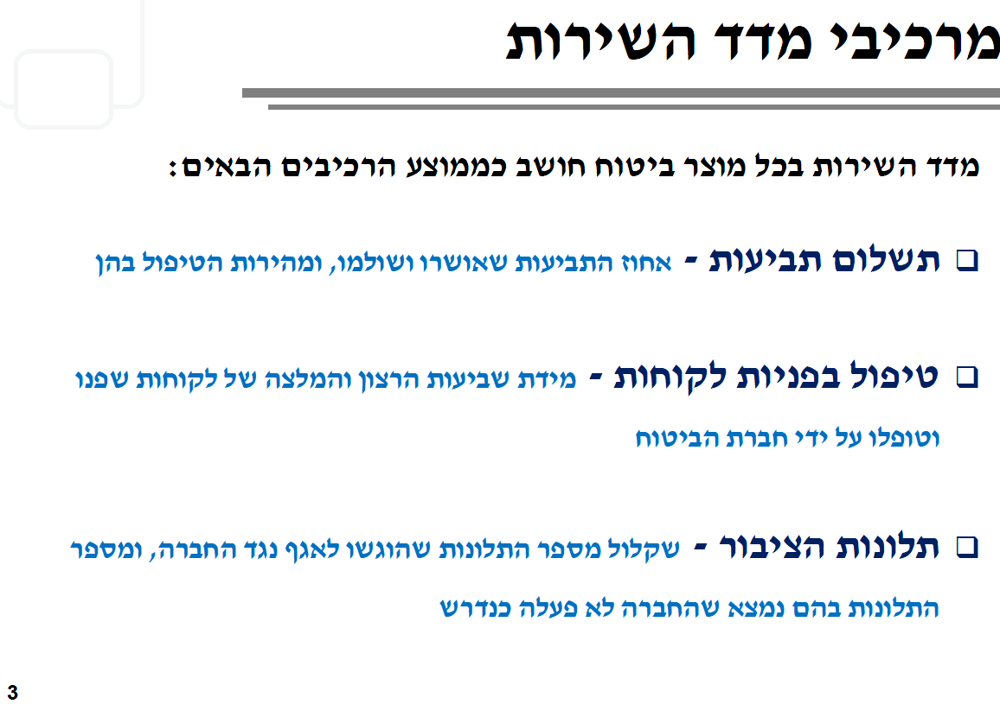 מרכיבי מדד השירות
מדד השירות בכל מוצר ביטוח חושב כממוצע הרכיבים הבאים:
❑ תשלום תביעות - אחוז התביעות שאושרו ושולמו, ומהירות הטיפול בהן
❑ טיפול בפניות לקוחות - מידת שביעות הרצון והמלצה של לקוחות שפנו
וטופלו על ידי חברת הביטוח
❑ תלונות הציבור - שקלול מספר התלונות שהוגשו לאגף נגד החברה, ומספר
התלונות בהם נמצא שהחברה לא פעלה כנדרש
3